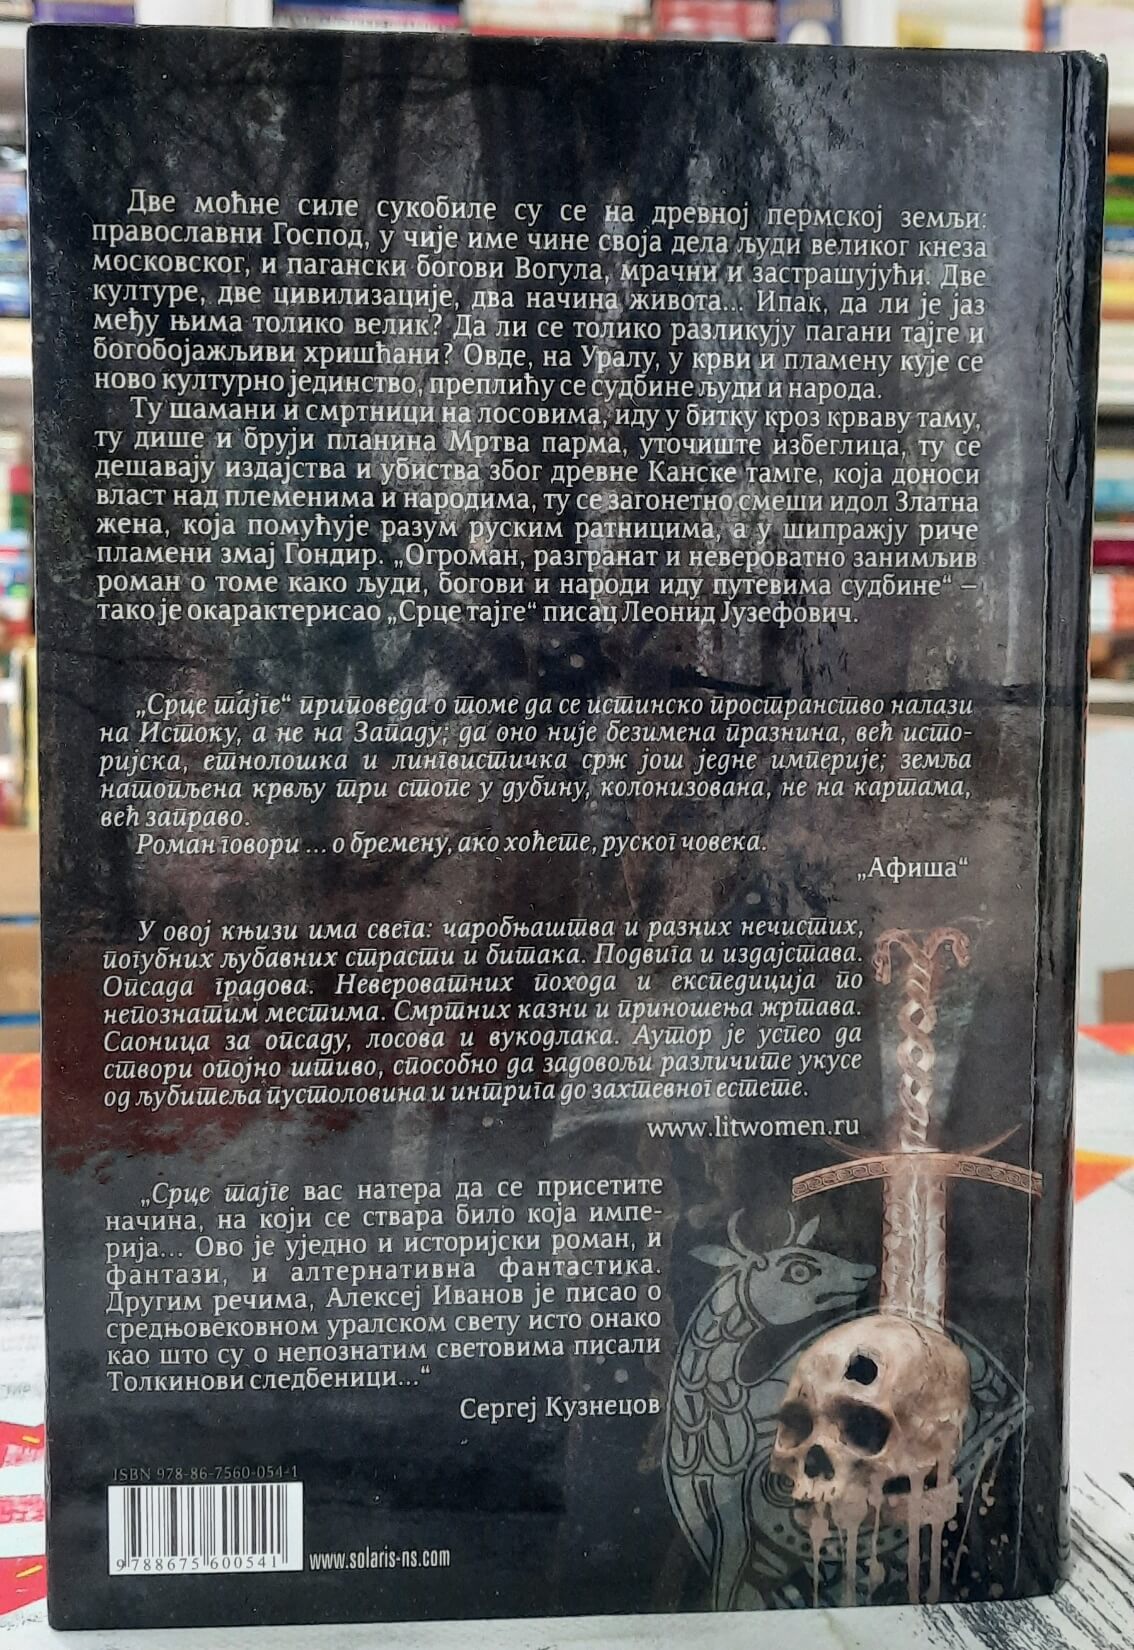 Две моћне силе сукобиле су се на древној пермској земљи:
православни Господ, у чије име чине своја дела људи великог кнеза
московског, и пагански богови Вогула, мрачни и застрашујући. Две
културе, две цивилизације, два начина живота... Ипак, да ли је јаз
међу њима толико велик? Да ли се толико разликују пагани тајге и
богобојажљиви хришћани? Овде, на Уралу, у крви и пламену кује се
ново културно јединство, преплићу се судбине људи и народа.
Ту шамани и смртници на лосовима, иду у битку кроз крваву таму,
ту дише и бруји планина Мртва парма, уточиште избеглица, ту се
дешавају издајства и убиства због древне Канске тамге, која доноси
власт над племенима и народима, ту се загонетно смеши идол Златна
жена, која помућује разум руским ратницима, а у шипражју риче
пламени змај Гондир. „Огроман, разгранат и невероватно занимљив
роман о томе како људи, богови и народи иду путевима судбине“ –
тако је окарактерисао „Срце тајге“ писац Леонид Јузефович.
„Срце тајге“ приповеда о томе да се истинско пространство налази
на Истоку, а не на Западу; да оно није безимена празнина, већ исто-
ријска, етнолошка и лингвистичка срж још једне империје; земља
натопљена крвљу три стопе у дубину, колонизована, не на картама,
већ заправо.
Роман говори ... о бремену, ако хоћете, руског човека.
„Афиша“
У овој књизи има свега: чаробњаштва и разних нечистих,
погубних љубавних страсти и битака. Подвига и издајстава.
Опсада градова. Невероватних похода и експедиција по
непознатим местима. Смртних казни и приношења жртава.
Саоница за опсаду, лосова и вукодлака. Аутор је успео да
створи опојно штиво, способно да задовољи различите укусе
од љубитеља пустоловина и интрига до захтевног естете.
www.litwomen.ru
„Срце тајге вас натера да се присетите
начина, на који се ствара било која импе-
рија... Ово је уједно и историјски роман, и
фантази, и алтернативна фантастика.
Другим речима, Алексеј Иванов је писао о
средњовековном уралском свету исто онако
као што су о непознатим световима писали
Толкинови следбеници...“
Сергеј Кузнецов
ISBN 978-86-7560-054-1
9 788675 600541
www.solaris-ns.com